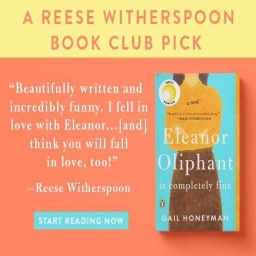 A REESE WITHERSPOON
BOOK CLUB PICK
“Beautifully written and
incredibly funny. I fell in
love with Eleanor...[and]
think you will fall
in love, too!”
—Reese Witherspoon
START READING NOW
a novel
Eleanor
Oliphant
is completely fine
GAIL HONEYMAN